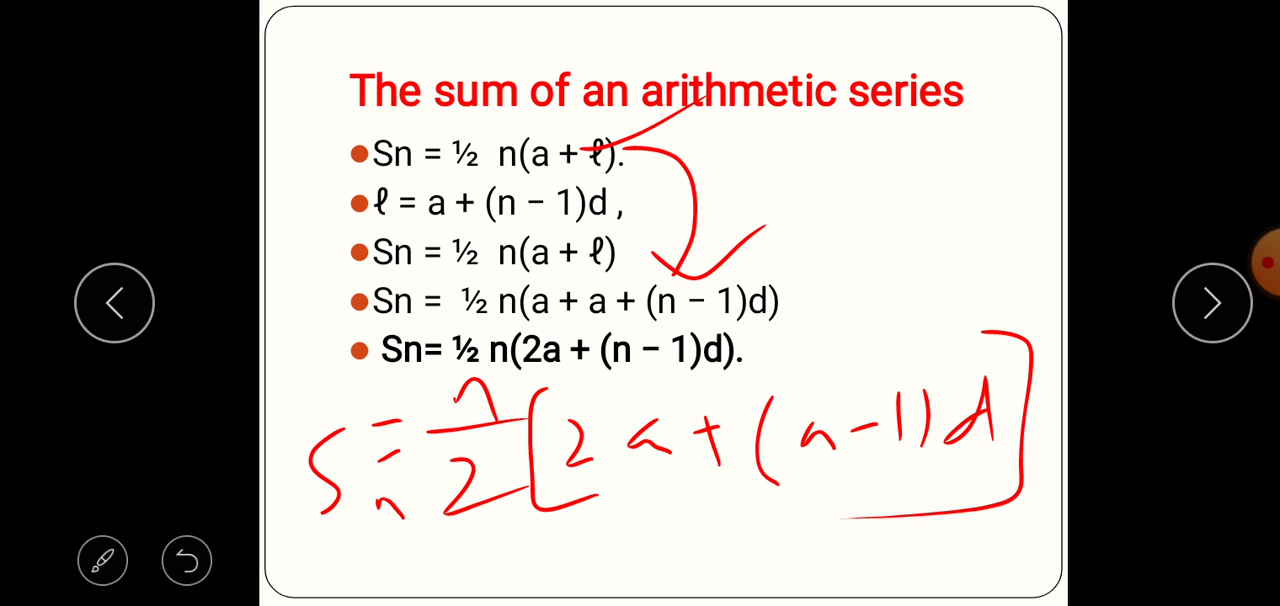 The sum of an arithmetic series
● Sn = ½ n(a + ℓ).
● ℓ = a + (n − 1)d ,
● Sn = ½ n(a + ℓ)
● Sn = ½ n(a + a + (n − 1)d)
● Sn= ½ n(2a + (n − 1)d).
Sn = n/2 [2a + (n-1)d]